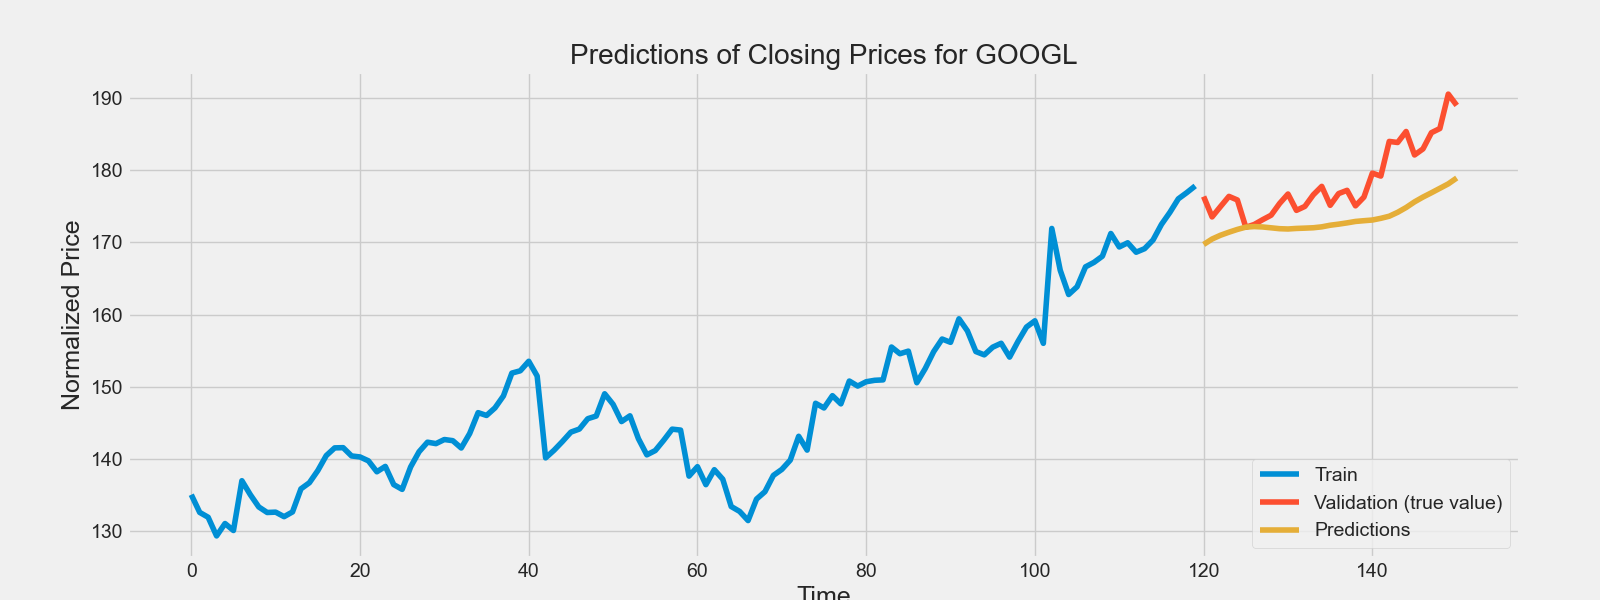 Predictions of Closing Prices for GOOGL
Normalized Price
190
180
170
160
150
140
130
0 20 40 60 80 100 120 140
Time
Train
Validation (true value)
Predictions